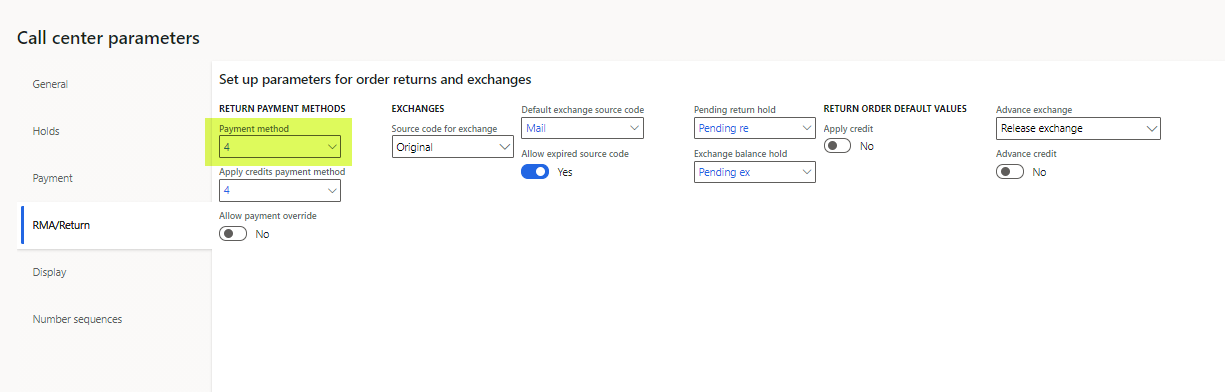 Call center parameters
General
Holds
Payment
RMA/Return
Display
Number sequences
Set up parameters for order returns and exchanges
RETURN PAYMENT METHODS
Payment method
4
Apply credits payment method
4
Allow payment override
No
EXCHANGES
Source code for exchange
Original
Default exchange source code
Mail
Allow expired source code
Yes
Pending return hold
Pending re
Exchange balance hold
Pending ex
RETURN ORDER DEFAULT VALUES
Apply credit
No
Advance exchange
Release exchange
Advance credit
No